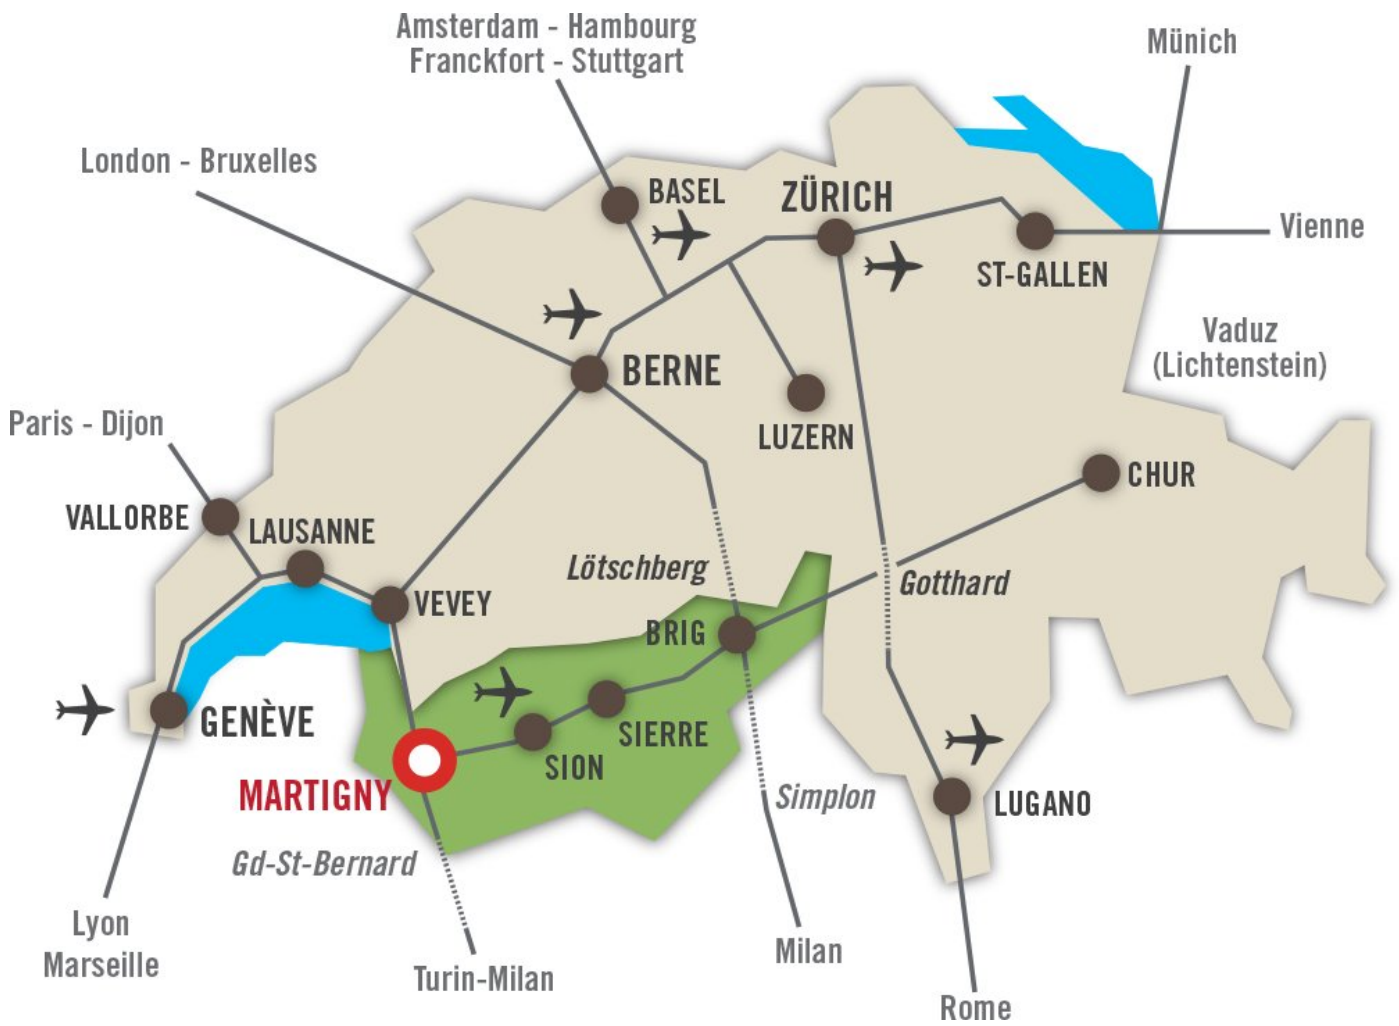 Amsterdam - Hambourg
Franckfort - Stuttgart
Münich
London - Bruxelles
BASEL
ZÜRICH
Vienne
ST-GALLEN
Vaduz
(Lichtenstein)
BERNE
Paris - Dijon
LUZERN
CHUR
VALLORBE
LAUSANNE
Lötschberg
Gotthard
VEVEY
BRIG
GENÈVE
SIERRE
SION
MARTIGNY
Simplon
LUGANO
Gd-St-Bernard
Lyon
Marseille
Milan
Turin-Milan
Rome